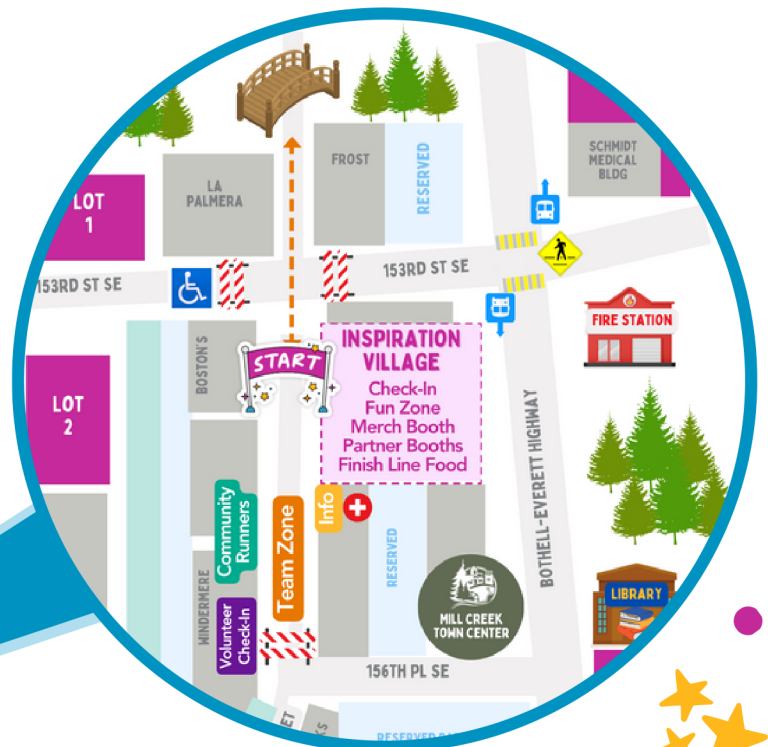 FROST
RESERVED
SCHMIDT
MEDICAL
BLDG
LA
PALMERA
LOT
1
153RD ST SE
153RD ST SE
FIRE STATION
BOSTON'S
START
INSPIRATION
VILLAGE
Check-In
Fun Zone
Merch Booth
Partner Booths
Finish Line Food
LOT
2
BOTHELL-EVERETT HIGHWAY
Community
Runners
Team Zone
Info
RESERVED
WINDERMERE
Volunteer
Check-In
MILL CREEK
TOWN CENTER
LIBRARY
156TH PL SE